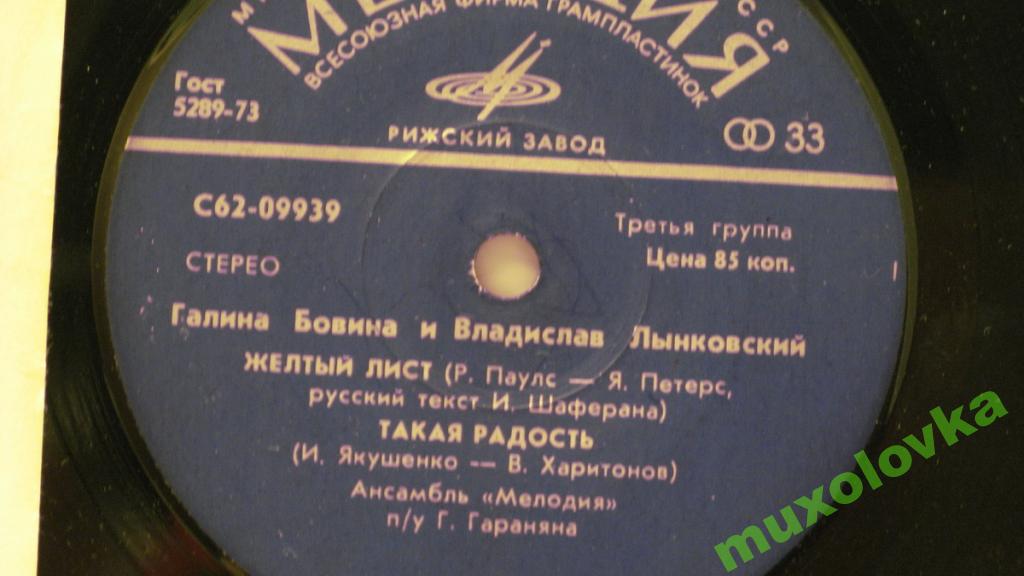 ВСЕСОЮЗНАЯ ФИРМА ГРАМПЛАСТИНОК
Гост
5289-73
РИЖСКИЙ ЗАВОД
33
С62-09939
Третья группа
СТЕРЕО
Цена 85 коп.
Галина Бовина и Владислав Лынковский
ЖЕЛТЫЙ ЛИСТ (Р. Паулс — Я. Петерс,
русский текст И. Шаферана)
ТАКАЯ РАДОСТЬ
(И. Якушенко — В. Харитонов)
Ансамбль «Мелодия»
п/у Г. Гараняна
muxolovka